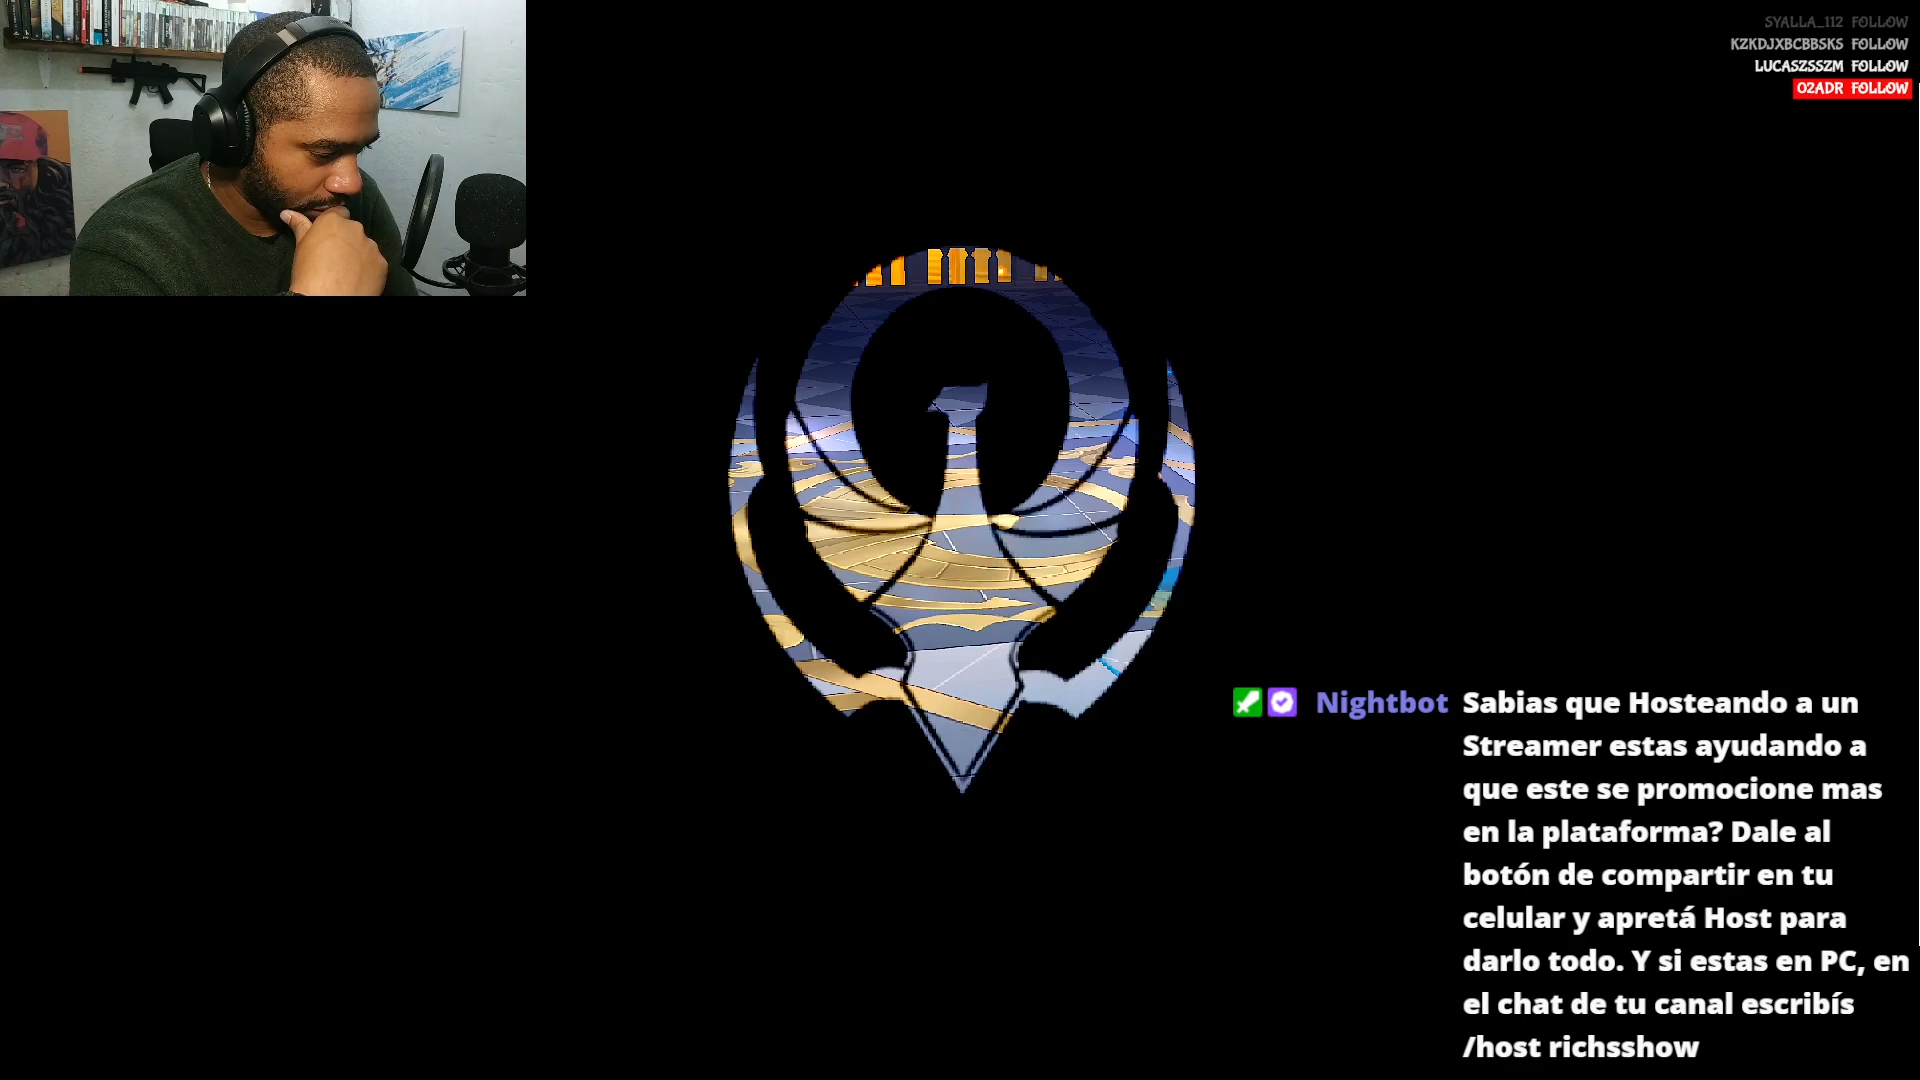 SYALLA_112 FOLLOW
KZKDJXBCBBSKS FOLLOW
LUCASZSSZM FOLLOW
OZADR FOLLOW
Nightbot Sabias que Hosteando a un
Streamer estas ayudando a
que este se promocione mas
en la plataforma? Dale al
botón de compartir en tu
celular y apretá Host para
darlo todo. Y si estas en PC, en
el chat de tu canal escribís
/host richsshow